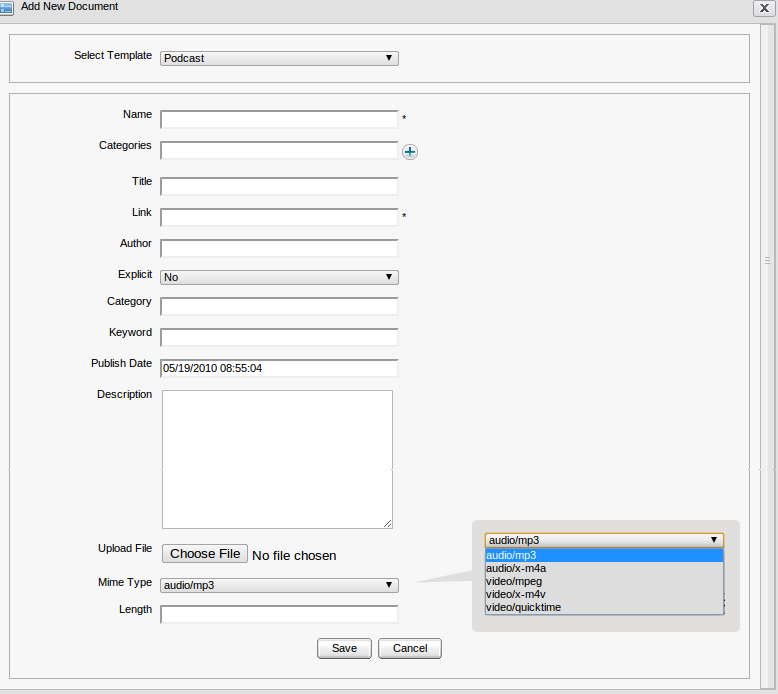 Add New Document X
Select Template Podcast
Name *
Categories
Title
Link *
Author
Explicit No
Category
Keyword
Publish Date 05/19/2010 08:55:04
Description
Upload File Choose File No file chosen
audio/mp3
audio/mp3
audio/x-m4a
video/mpeg
video/x-m4v
video/quicktime
Mime Type audio/mp3
Length
Save Cancel